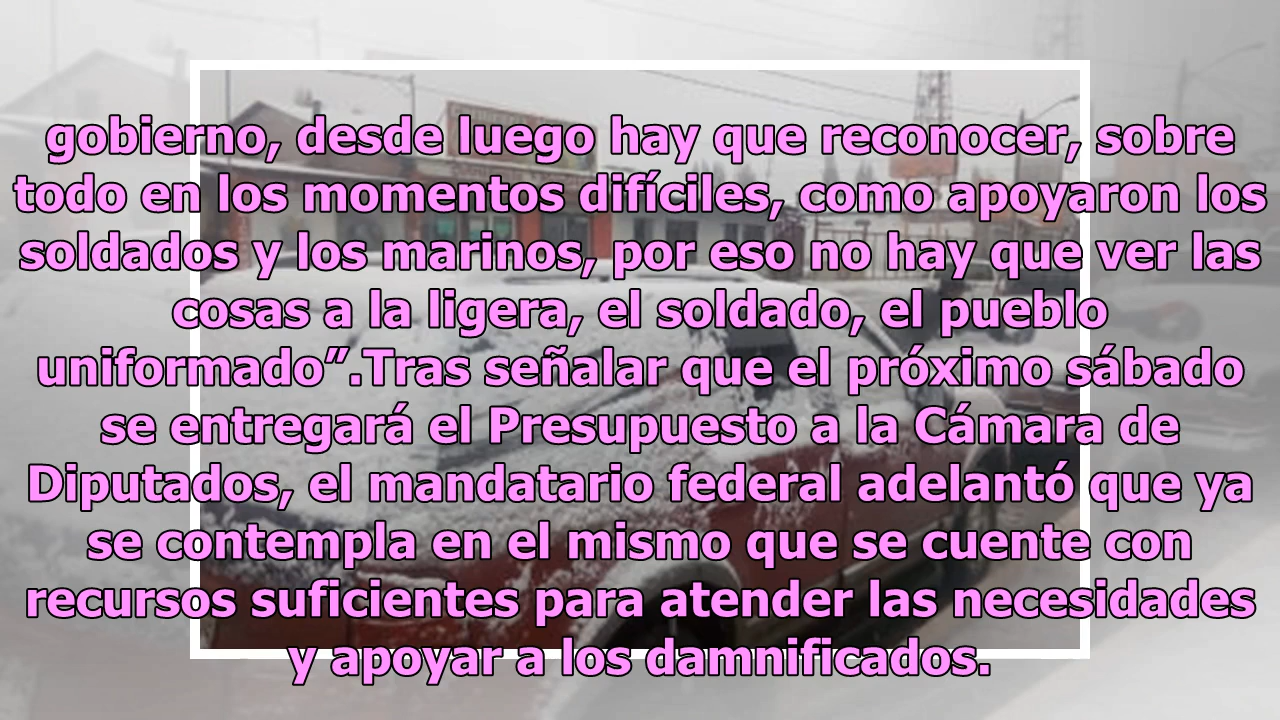 gobierno, desde luego hay que reconocer, sobre
todo en los momentos difíciles, como apoyaron los
soldados y los marinos, por eso no hay que ver las
cosas a la ligera, el soldado, el pueblo
uniformado”.Tras señalar que el próximo sábado
se entregará el Presupuesto a la Cámara de
Diputados, el mandatario federal adelantó que ya
se contempla en el mismo que se cuente con
recursos suficientes para atender las necesidades
y apoyar a los damnificados.